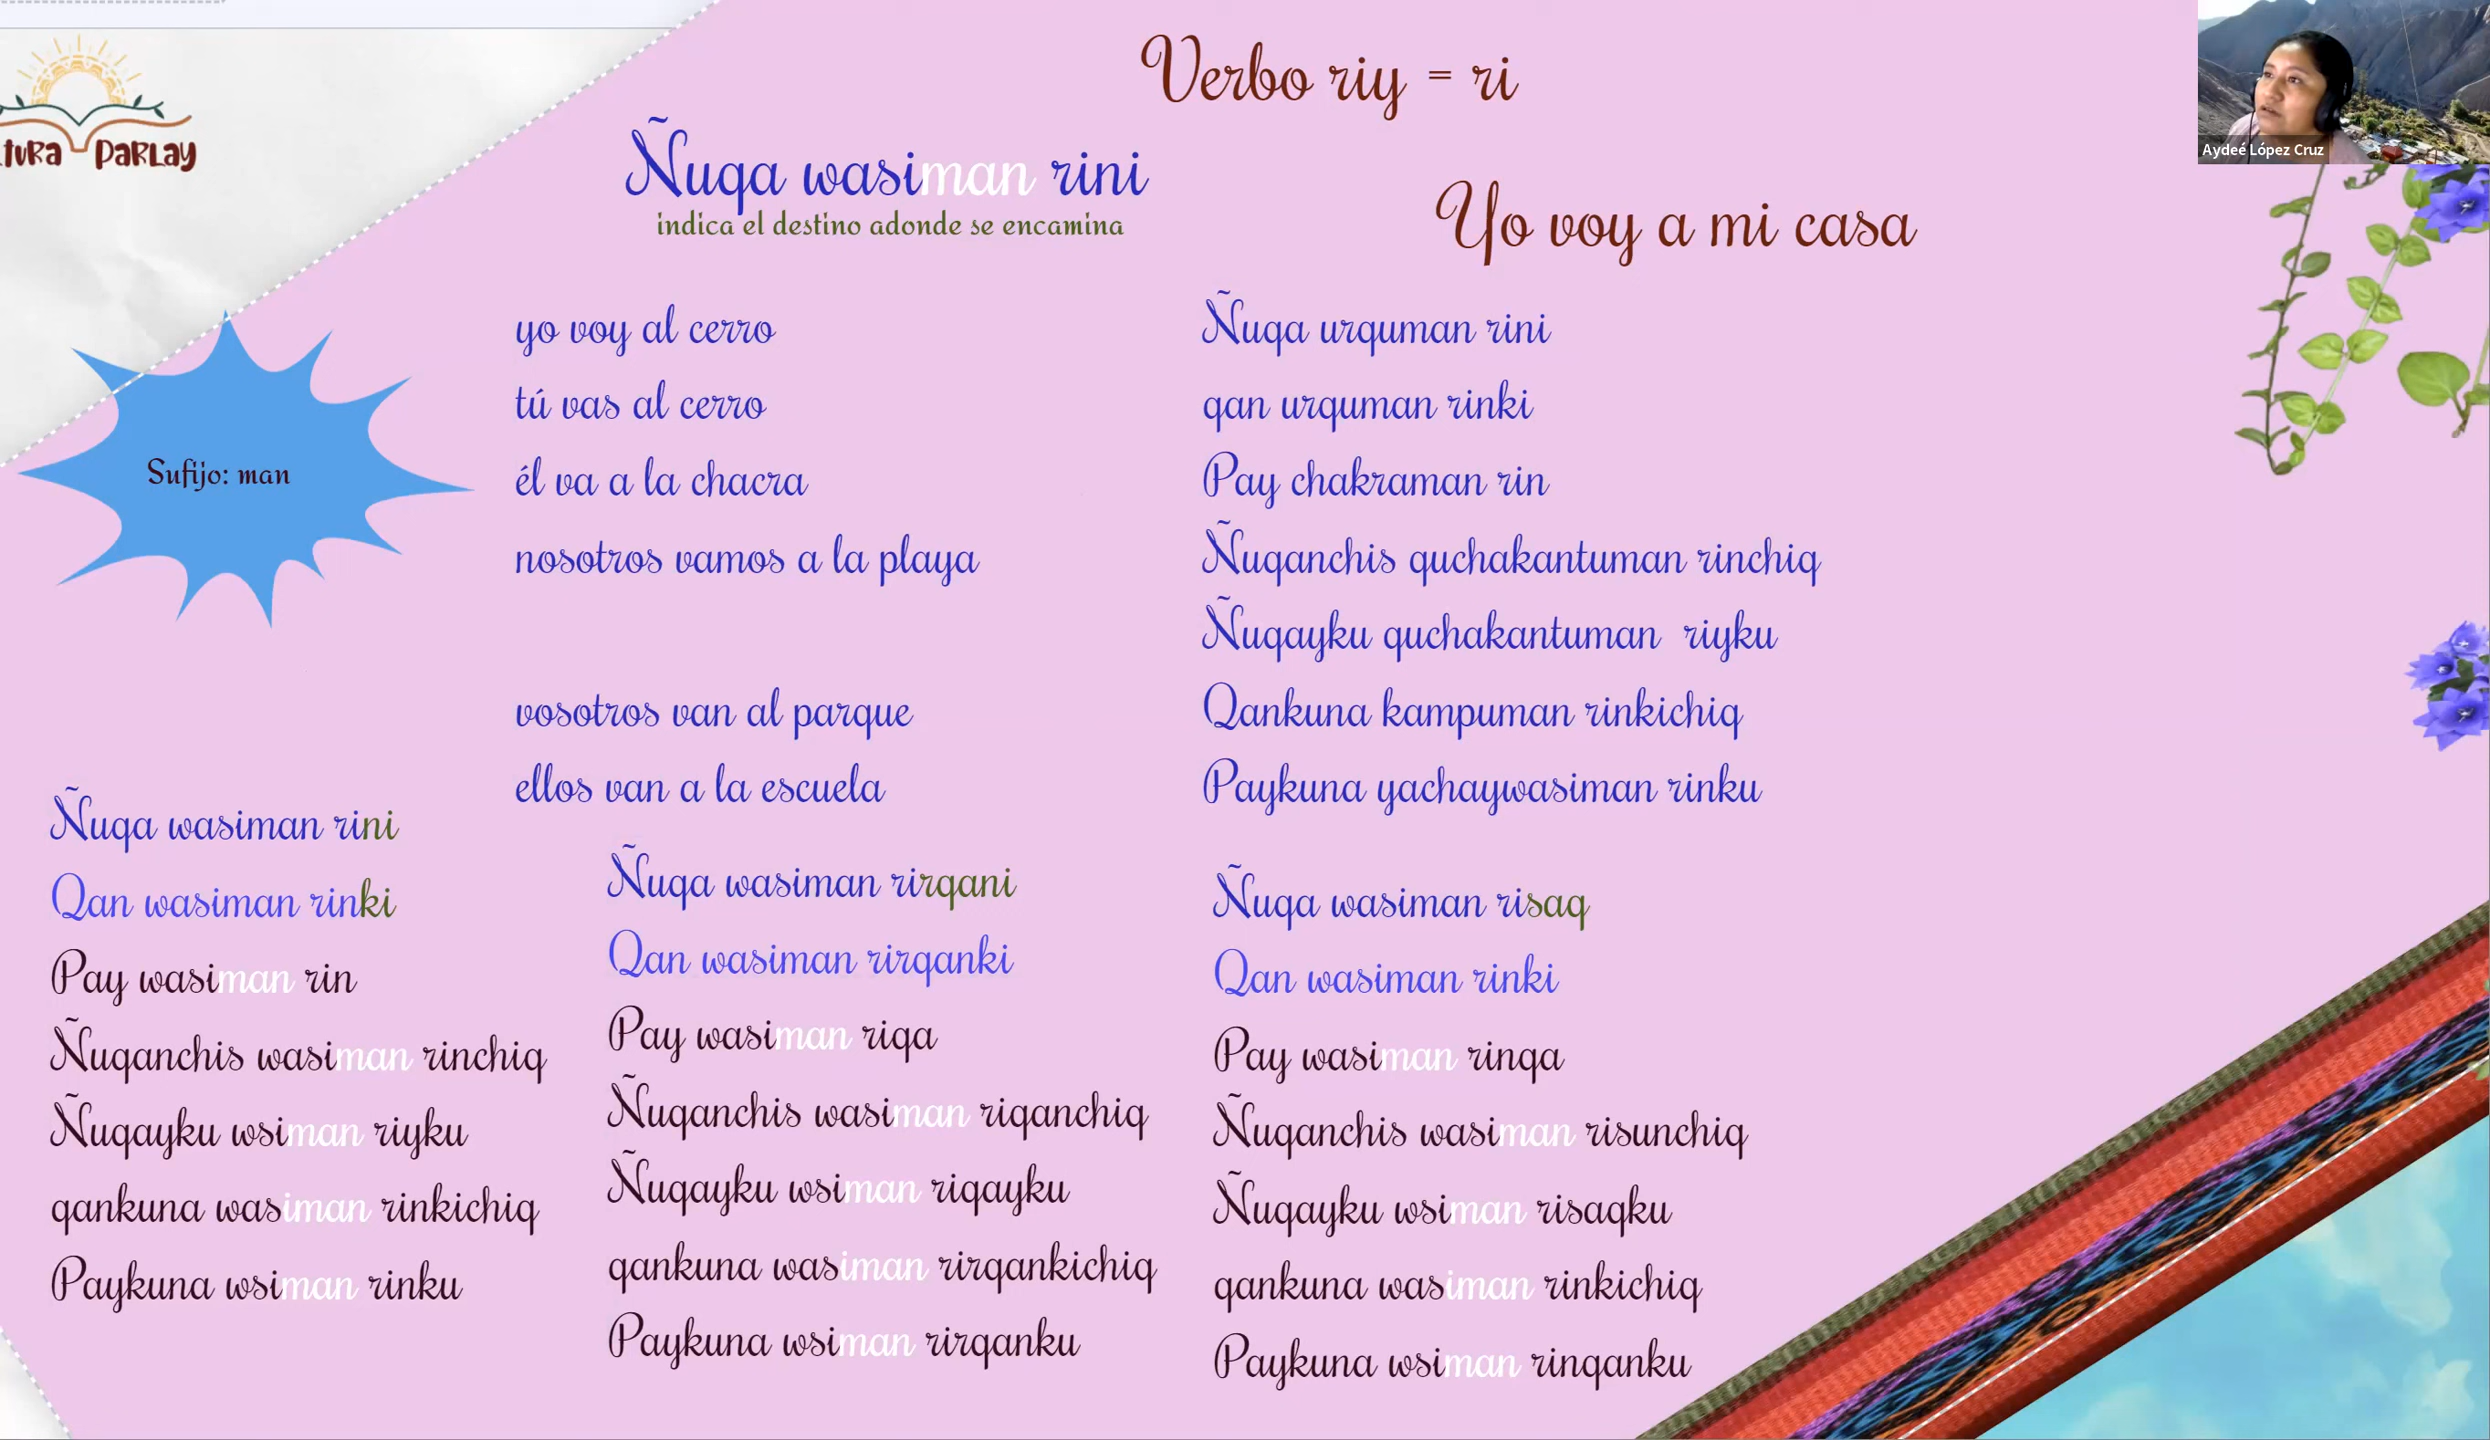 tura Parlay
Verbo riy = ri
Ñuqa wasiman rini
indica el destino adonde se encamina
Yo voy a mi casa
Aydeé López Cruz
Sufijo: man
yo voy al cerro
tú vas al cerro
él va a la chacra
nosotros vamos a la playa
vosotros van al parque
ellos van a la escuela
Ñuqa urquman rini
qan urquman rinki
Pay chakraman rin
Ñuqanchis quchakantuman rinchiq
Ñuqayku quchakantuman riyku
Qankuna kampuman rinkichiq
Paykuna yachaywasiman rinku
Ñuqa wasiman rini
Qan wasiman rinki
Pay wasiman rin
Ñuqanchis wasiman rinchiq
Ñuqayku wsiman riyku
qankuna wasiman rinkichiq
Paykuna wsiman rinku
Ñuqa wasiman rirqani
Qan wasiman rirqanki
Pay wasiman riqa
Ñuqanchis wasiman riqanchiq
Ñuqayku wsiman riqayku
qankuna wasiman rirqankichiq
Paykuna wsiman rirqanku
Ñuqa wasiman risaq
Qan wasiman rinki
Pay wasiman rinqa
Ñuqanchis wasiman risunchiq
Ñuqayku wsiman risaqku
qankuna wasiman rinkichiq
Paykuna wsiman rinqanku